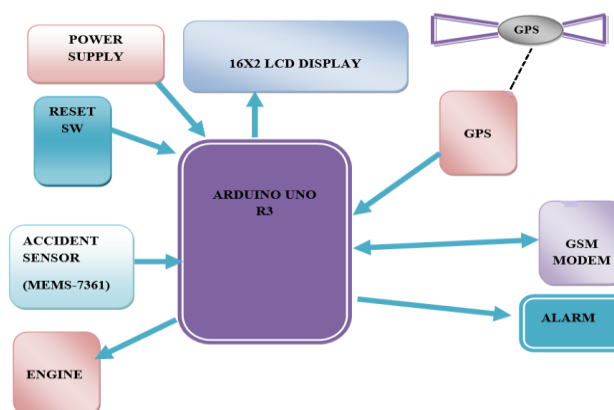 POWER
SUPPLY
16X2 LCD DISPLAY
GPS
RESET
SW
GPS
ARDUINO UNO
R3
ACCIDENT
SENSOR
(MEMS-7361)
GSM
MODEM
ALARM
ENGINE